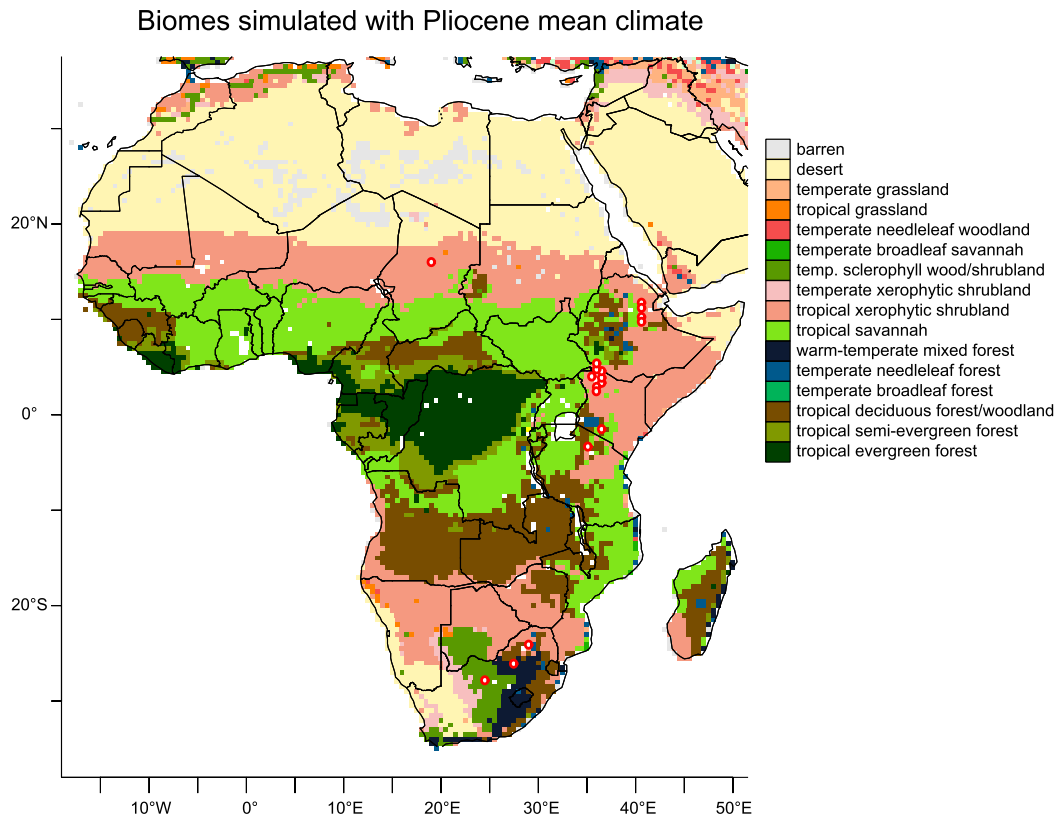 Biomes simulated with Pliocene mean climate
barren
desert
temperate grassland
tropical grassland
temperate needleleaf woodland
temperate broadleaf savannah
temp. sclerophyll wood/shrubland
temperate xerophytic shrubland
tropical xerophytic shrubland
tropical savannah
warm-temperate mixed forest
temperate needleleaf forest
temperate broadleaf forest
tropical deciduous forest/woodland
tropical semi-evergreen forest
tropical evergreen forest
20°N
0°
20°S
10°W 0° 10°E 20°E 30°E 40°E 50°E